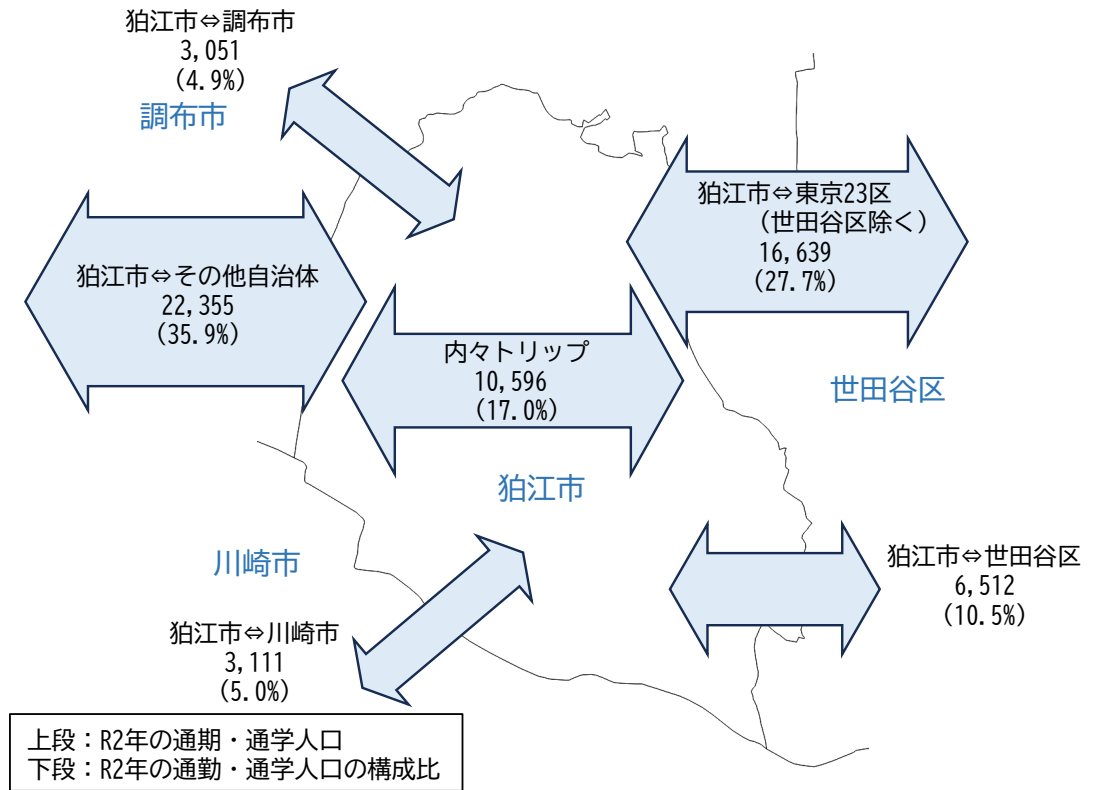 狛江市⇔調布市
3,051
(4.9%)
調布市
狛江市⇔東京23区
(世田谷区除く)
16,639
(27.7%)
狛江市⇔その他自治体
22,355
(35.9%)
内々トリップ
10,596
(17.0%)
世田谷区
狛江市
川崎市
狛江市⇔世田谷区
6,512
(10.5%)
狛江市⇔川崎市
3,111
(5.0%)
上段：R2年の通期・通学人口
下段：R2年の通勤・通学人口の構成比